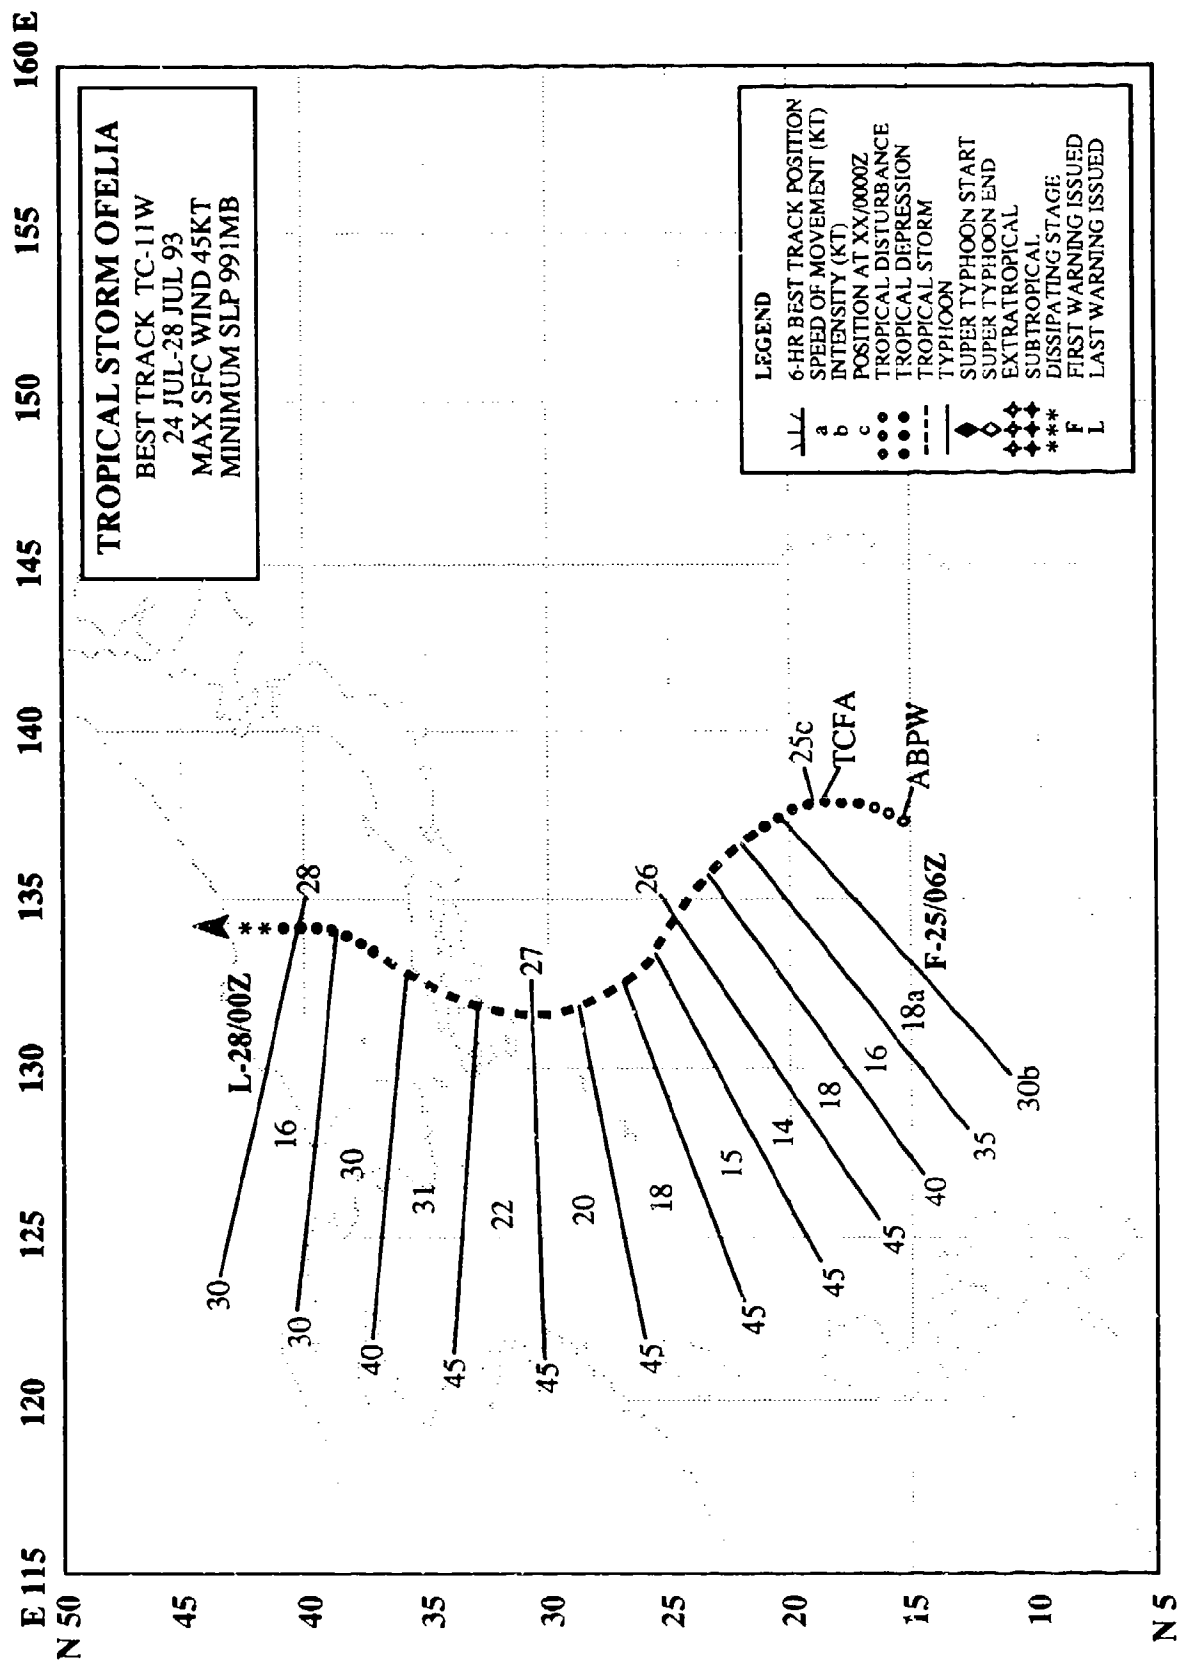 TROPICAL STORM OFELIA
BEST TRACK TC-11W
24 JUL-28 JUL 93
MAX SFC WIND 45KT
MINIMUM SLP 991MB
E 115
120
125
130
135
140
145
150
155
160 E
N 50
45
40
35
30
25
20
15
10
N 5
L-28/00Z
28
27
26
25c
TCFA
ABPW
F-25/06Z
30
16
30
30
40
31
45
22
45
20
45
18
45
15
45
14
45
18
40
16
35
18a
30b
LEGEND
6-HR BEST TRACK POSITION
a SPEED OF MOVEMENT (KT)
b INTENSITY (KT)
c POSITION AT XX/0000Z
TROPICAL DISTURBANCE
TROPICAL DEPRESSION
TROPICAL STORM
TYPHOON
SUPER TYPHOON START
SUPER TYPHOON END
EXTRATROPICAL
SUBTROPICAL
*** DISSIPATING STAGE
F FIRST WARNING ISSUED
L LAST WARNING ISSUED